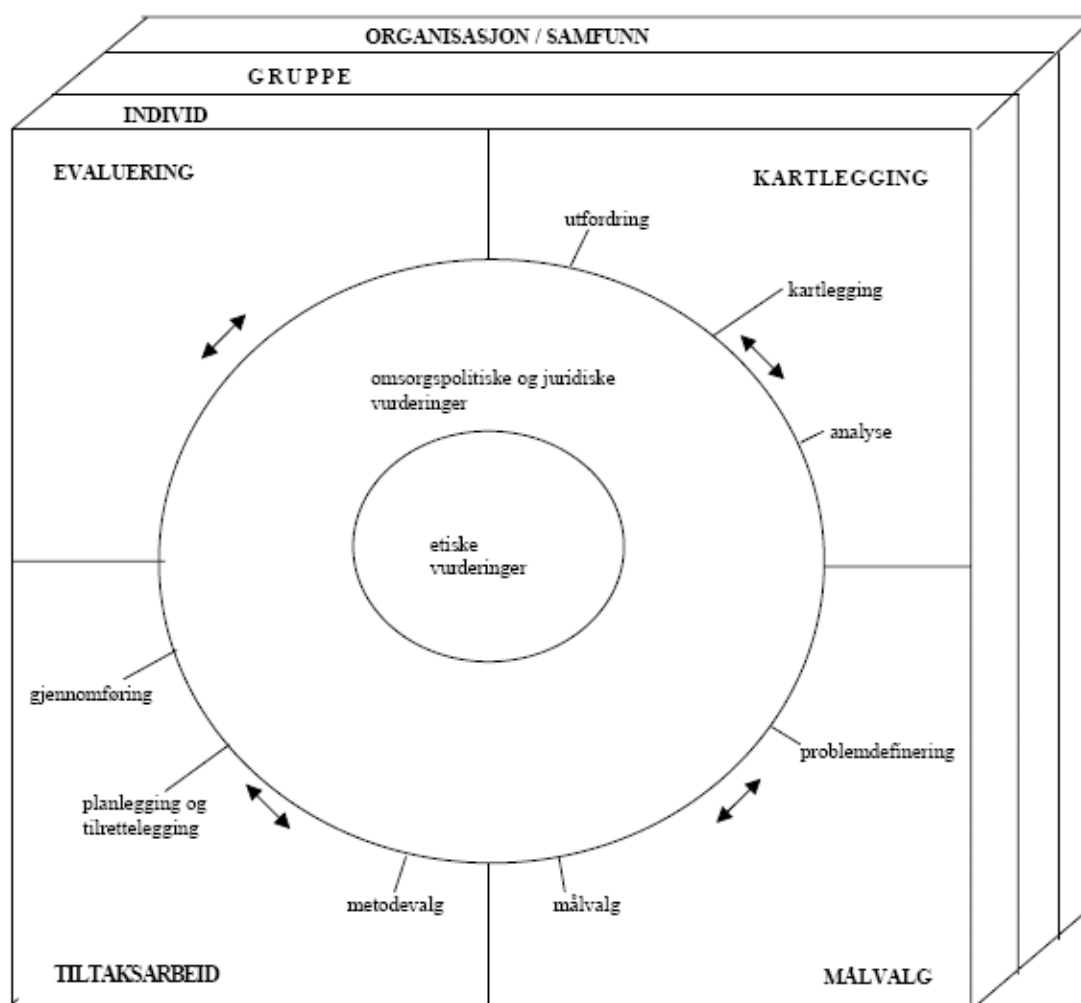 ORGANISASJON / SAMFUNN
GRUPPE
INDIVID
EVALUERING
KARTLEGGING
utfordring
kartlegging
omsorgspolitiske og juridiske
vurderinger
analyse
etiske
vurderinger
gjennomføring
problemdefinering
planlegging og
tilrettelegging
metodevalg
målvalg
TILTAKSARBEID
MÅLVALG